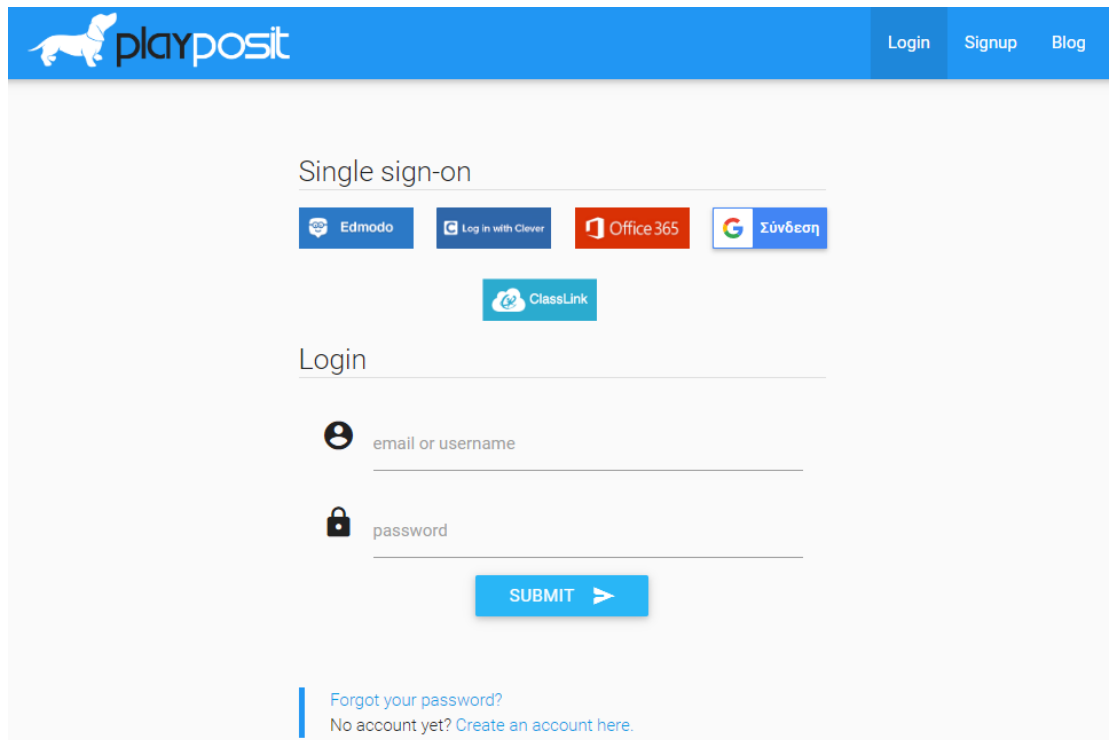 playposit
Login Signup Blog
Single sign-on
Edmodo Log in with Clever Office 365 Σύνδεση
ClassLink
Login
email or username
password
SUBMIT
Forgot your password?
No account yet? Create an account here.